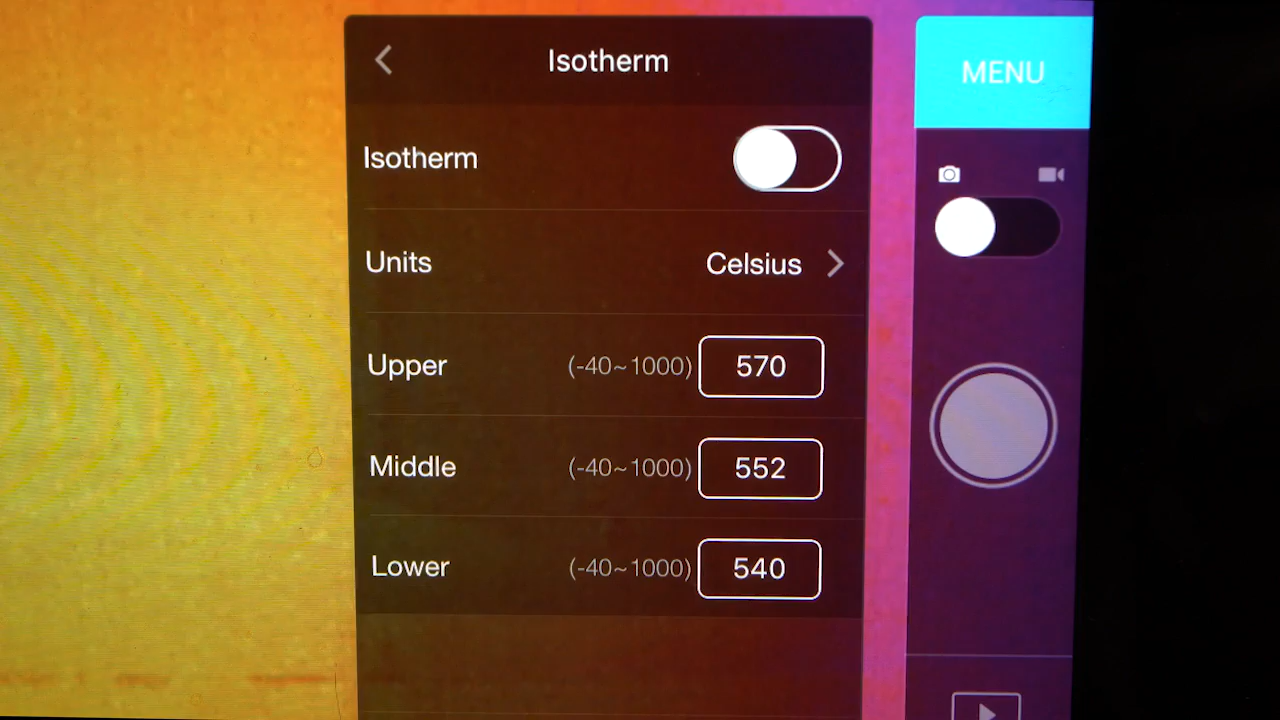 Isotherm
MENU
Isotherm
Units Celsius
Upper (-40~1000) 570
Middle (-40~1000) 552
Lower (-40~1000) 540